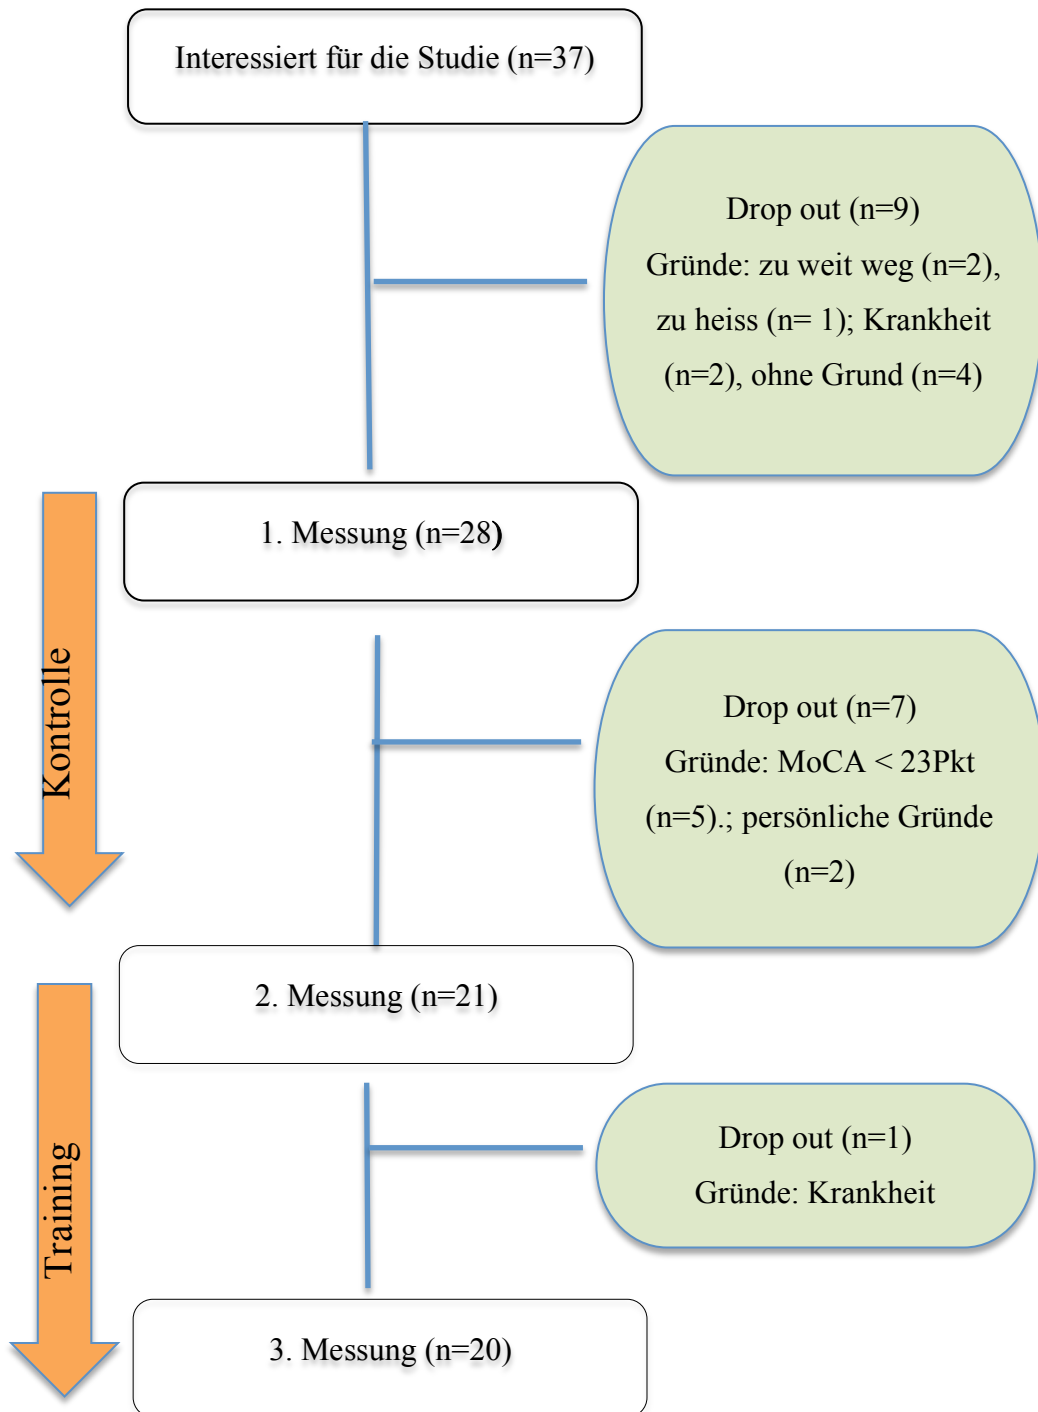 Interessiert für die Studie (n=37)
Drop out (n=9)
Gründe: zu weit weg (n=2),
zu heiss (n= 1); Krankheit
(n=2), ohne Grund (n=4)
1. Messung (n=28)
Kontrolle
Drop out (n=7)
Gründe: MoCA < 23Pkt
(n=5).; persönliche Gründe
(n=2)
2. Messung (n=21)
Training
Drop out (n=1)
Gründe: Krankheit
3. Messung (n=20)